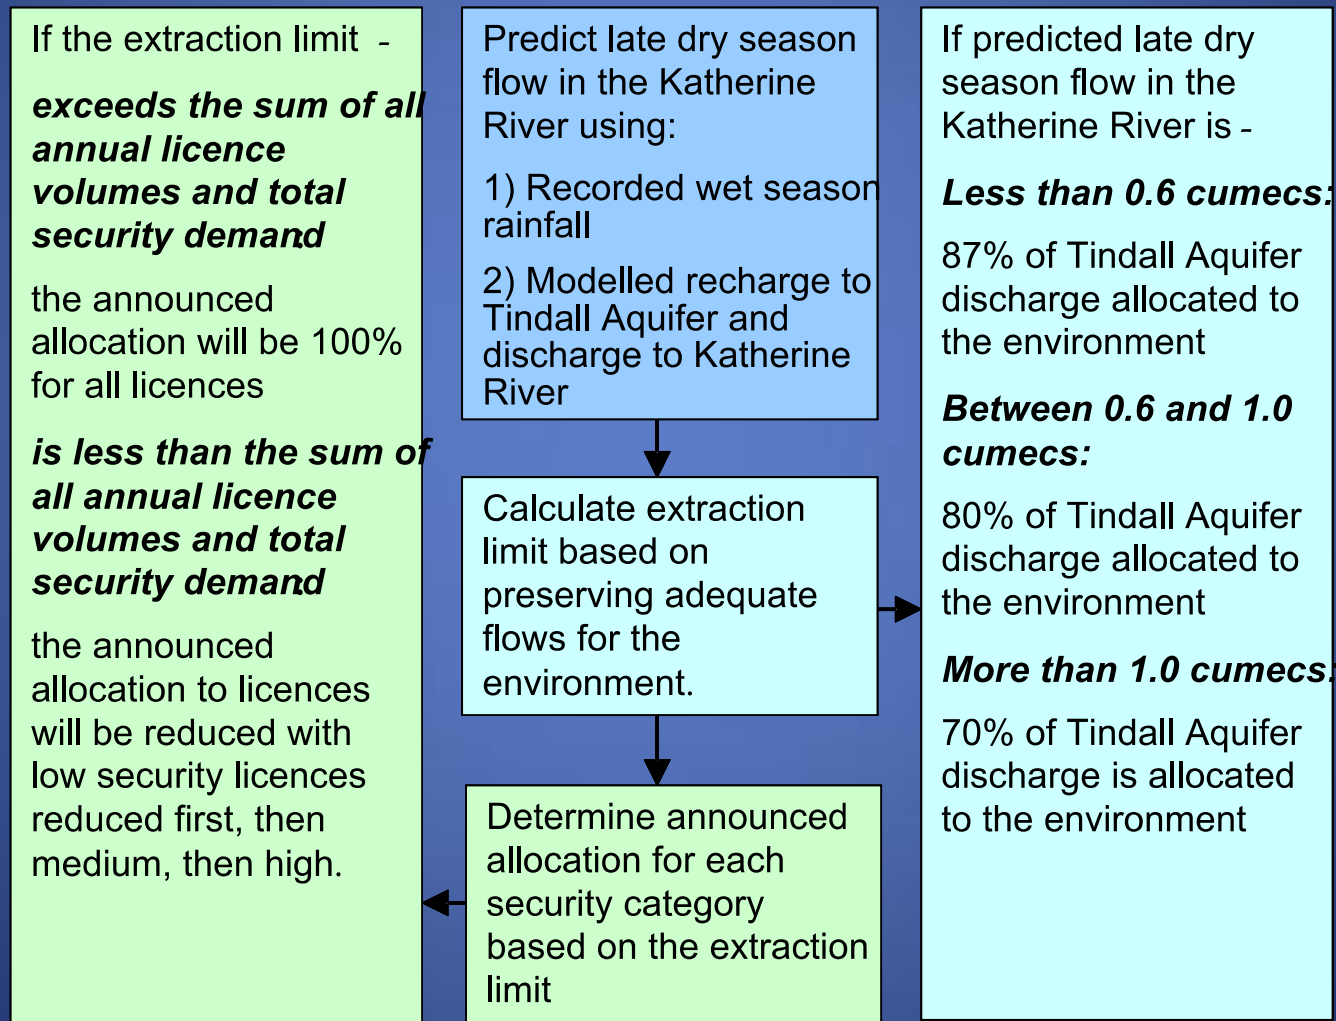 If the extraction limit -
exceeds the sum of all
annual licence
volumes and total
security demand:
the announced
allocation will be 100%
for all licences
is less than the sum of
all annual licence
volumes and total
security demand:
the announced
allocation to licences
will be reduced with
low security licences
reduced first, then
medium, then high.
Predict late dry season
flow in the Katherine
River using:
1) Recorded wet season
rainfall
2) Modelled recharge to
Tindall Aquifer and
discharge to Katherine
River
Calculate extraction
limit based on
preserving adequate
flows for the
environment.
Determine announced
allocation for each
security category
based on the extraction
limit
If predicted late dry
season flow in the
Katherine River is -
Less than 0.6 cumecs:
87% of Tindall Aquifer
discharge allocated to
the environment
Between 0.6 and 1.0
cumecs:
80% of Tindall Aquifer
discharge allocated to
the environment
More than 1.0 cumecs:
70% of Tindall Aquifer
discharge is allocated
to the environment